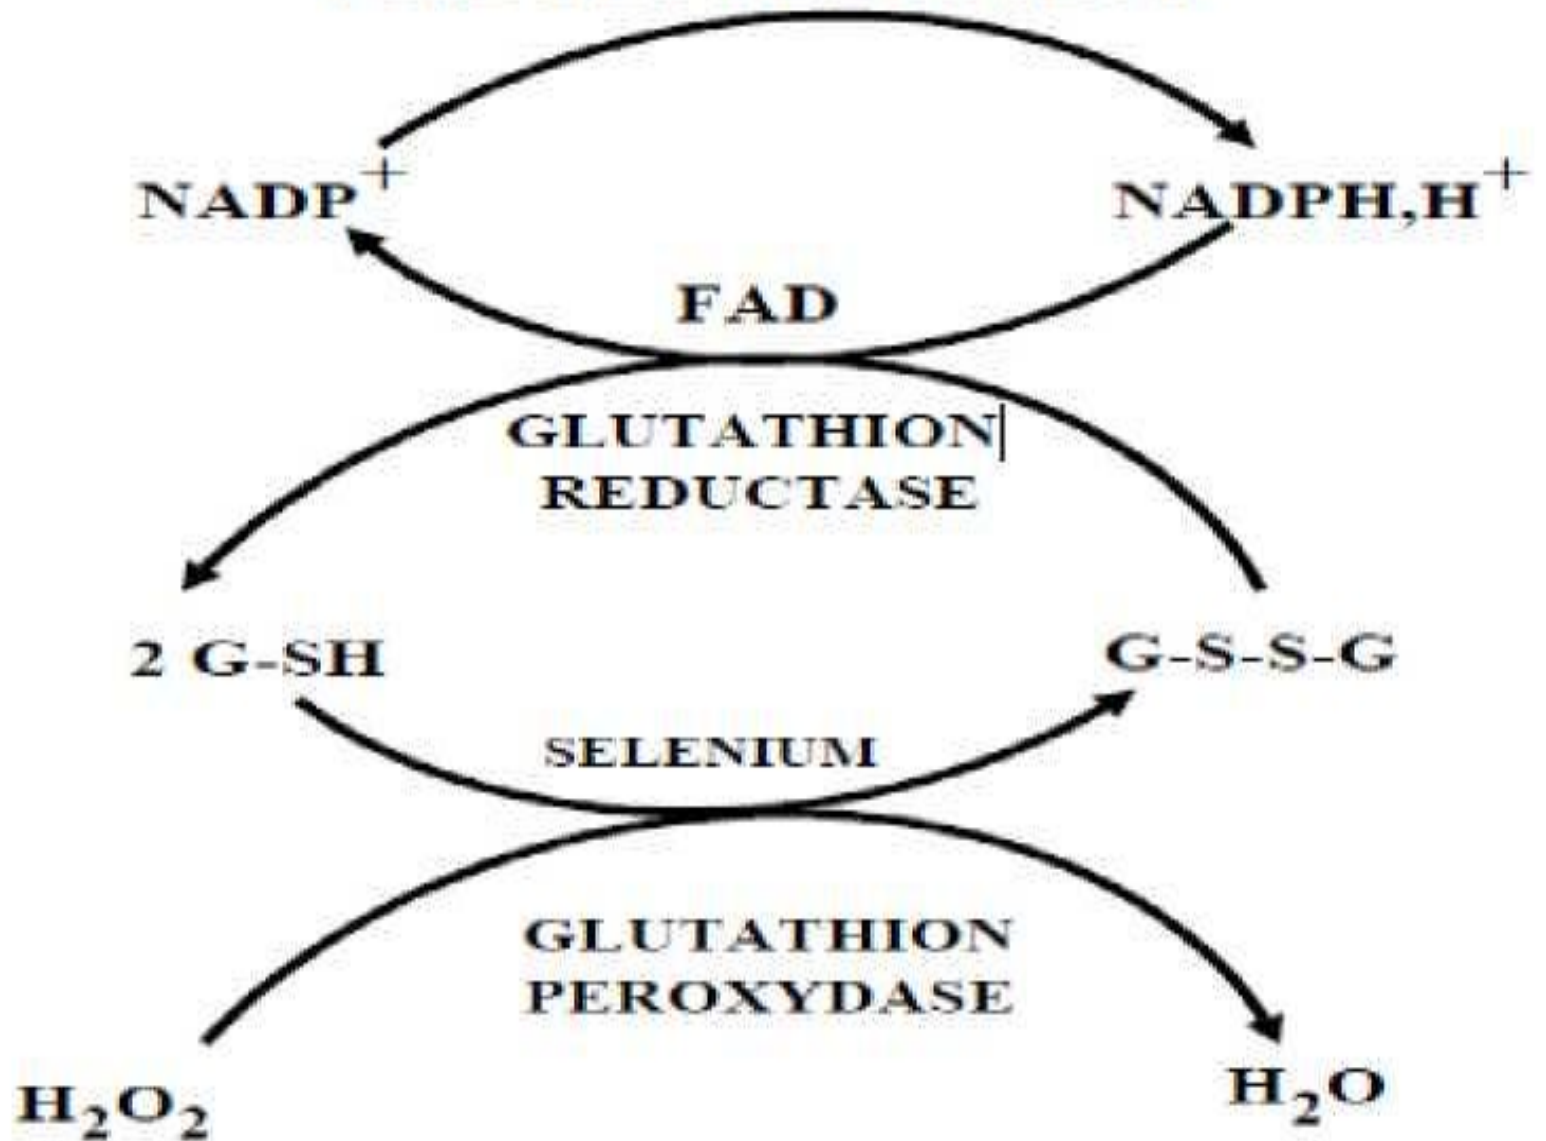 NADP+
NADPH,H+
FAD
GLUTATHION
REDUCTASE
2 G-SH
G-S-S-G
SELENIUM
GLUTATHION
PEROXYDASE
H2O2
H2O